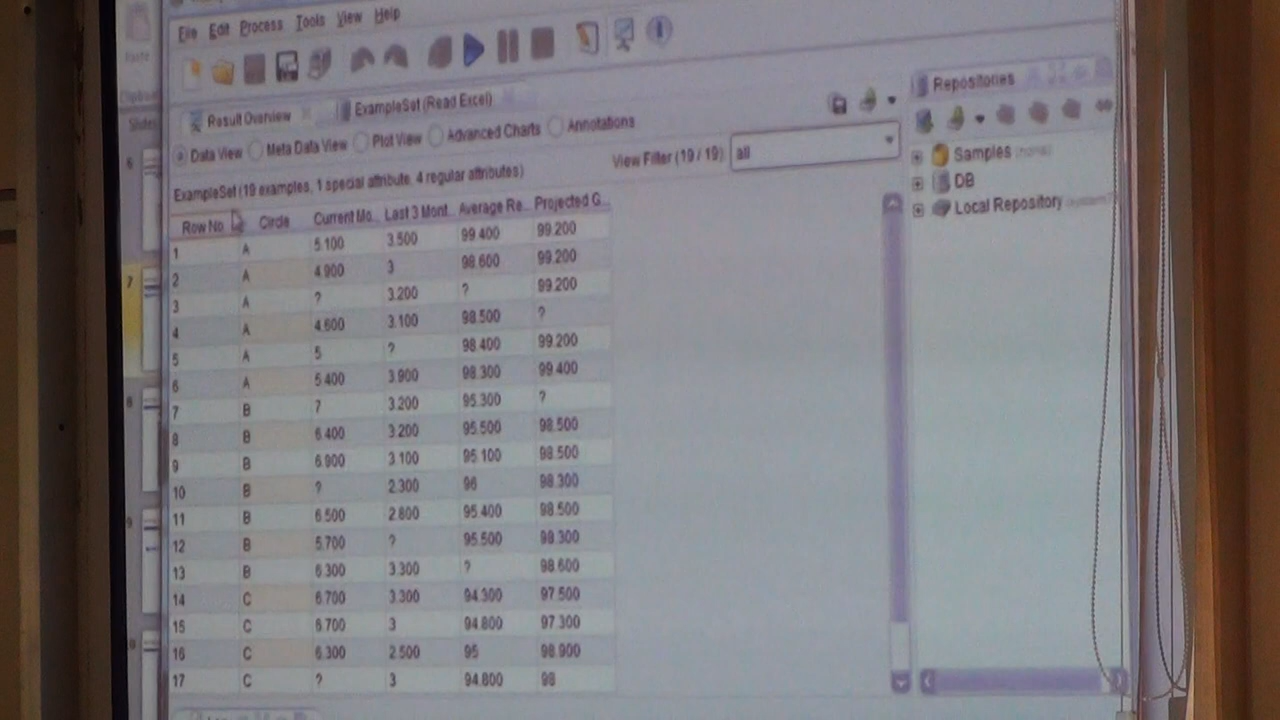 File Edit Process Tools View Help
Result Overview ExampleSet (Read Excel)
Data View Meta Data View Plot View Advanced Charts Annotations
ExampleSet (19 examples, 1 special attribute, 4 regular attributes)
View Filter (19 / 19): all
Row No. Circle Current Mo... Last 3 Mont... Average Re... Projected G...
1 A 5.100 3.500 99.400 99.200
2 A 4.900 3 98.600 99.200
3 A ? 3.200 ? 99.200
4 A 4.600 3.100 98.500 ?
5 A 5 ? 98.400 99.200
6 A 5.400 3.900 98.300 99.400
7 B 7 3.200 95.300 ?
8 B 6.400 3.200 95.500 98.500
9 B 6.900 3.100 95.100 98.500
10 B ? 2.300 96 98.300
11 B 6.500 2.800 95.400 98.500
12 B 5.700 ? 95.500 98.300
13 B 6.300 3.300 ? 98.600
14 C 6.700 3.300 94.300 97.500
15 C 6.700 3 94.800 97.300
16 C 6.300 2.500 95 98.900
17 C ? 3 94.800 98
Repositories
Samples (none)
DB
Local Repository
Paste
Slides
6
7
8
9